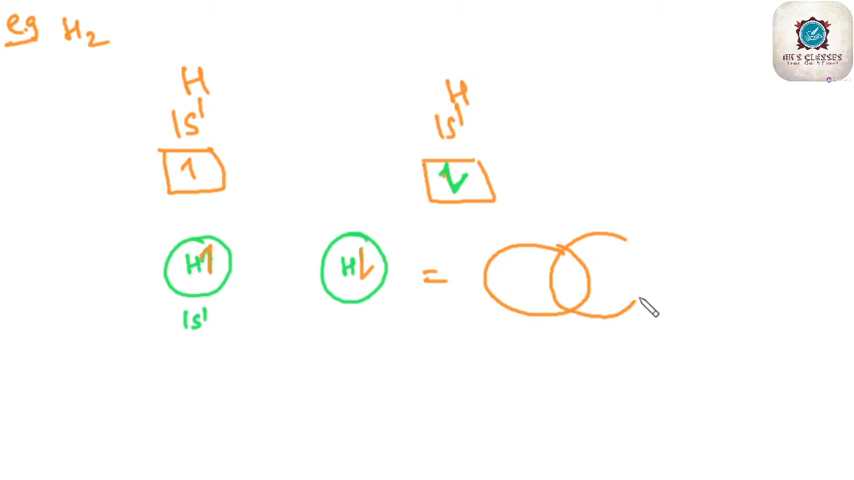 e.g H₂
H H
1s¹ 1s¹
↿ ⇂
H↿ H⇂ =
1s¹